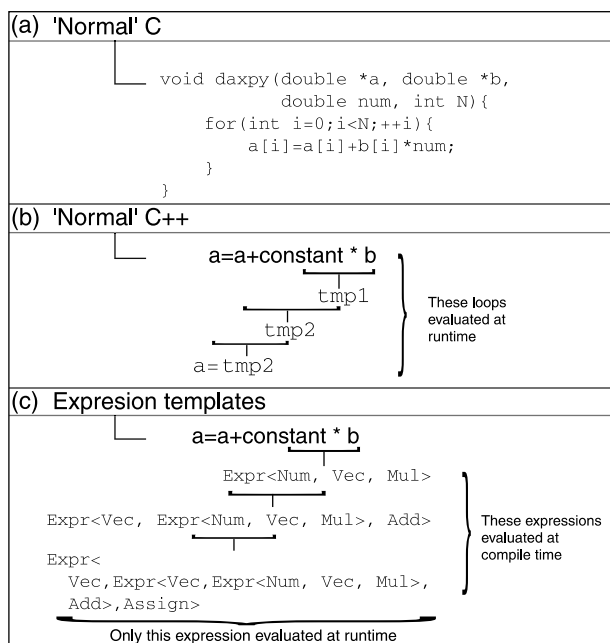 (a) 'Normal' C
void daxpy(double *a, double *b,
double num, int N){
for(int i=0;i<N;++i){
a[i]=a[i]+b[i]*num;
}
}
(b) 'Normal' C++
a=a+constant * b
tmp1
tmp2
a=tmp2
These loops
evaluated at
runtime
(c) Expresion templates
a=a+constant * b
Expr<Num, Vec, Mul>
Expr<Vec, Expr<Num, Vec, Mul>, Add>
Expr<
Vec,Expr<Vec,Expr<Num, Vec, Mul>,
Add>,Assign>
These expressions
evaluated at
compile time
Only this expression evaluated at runtime